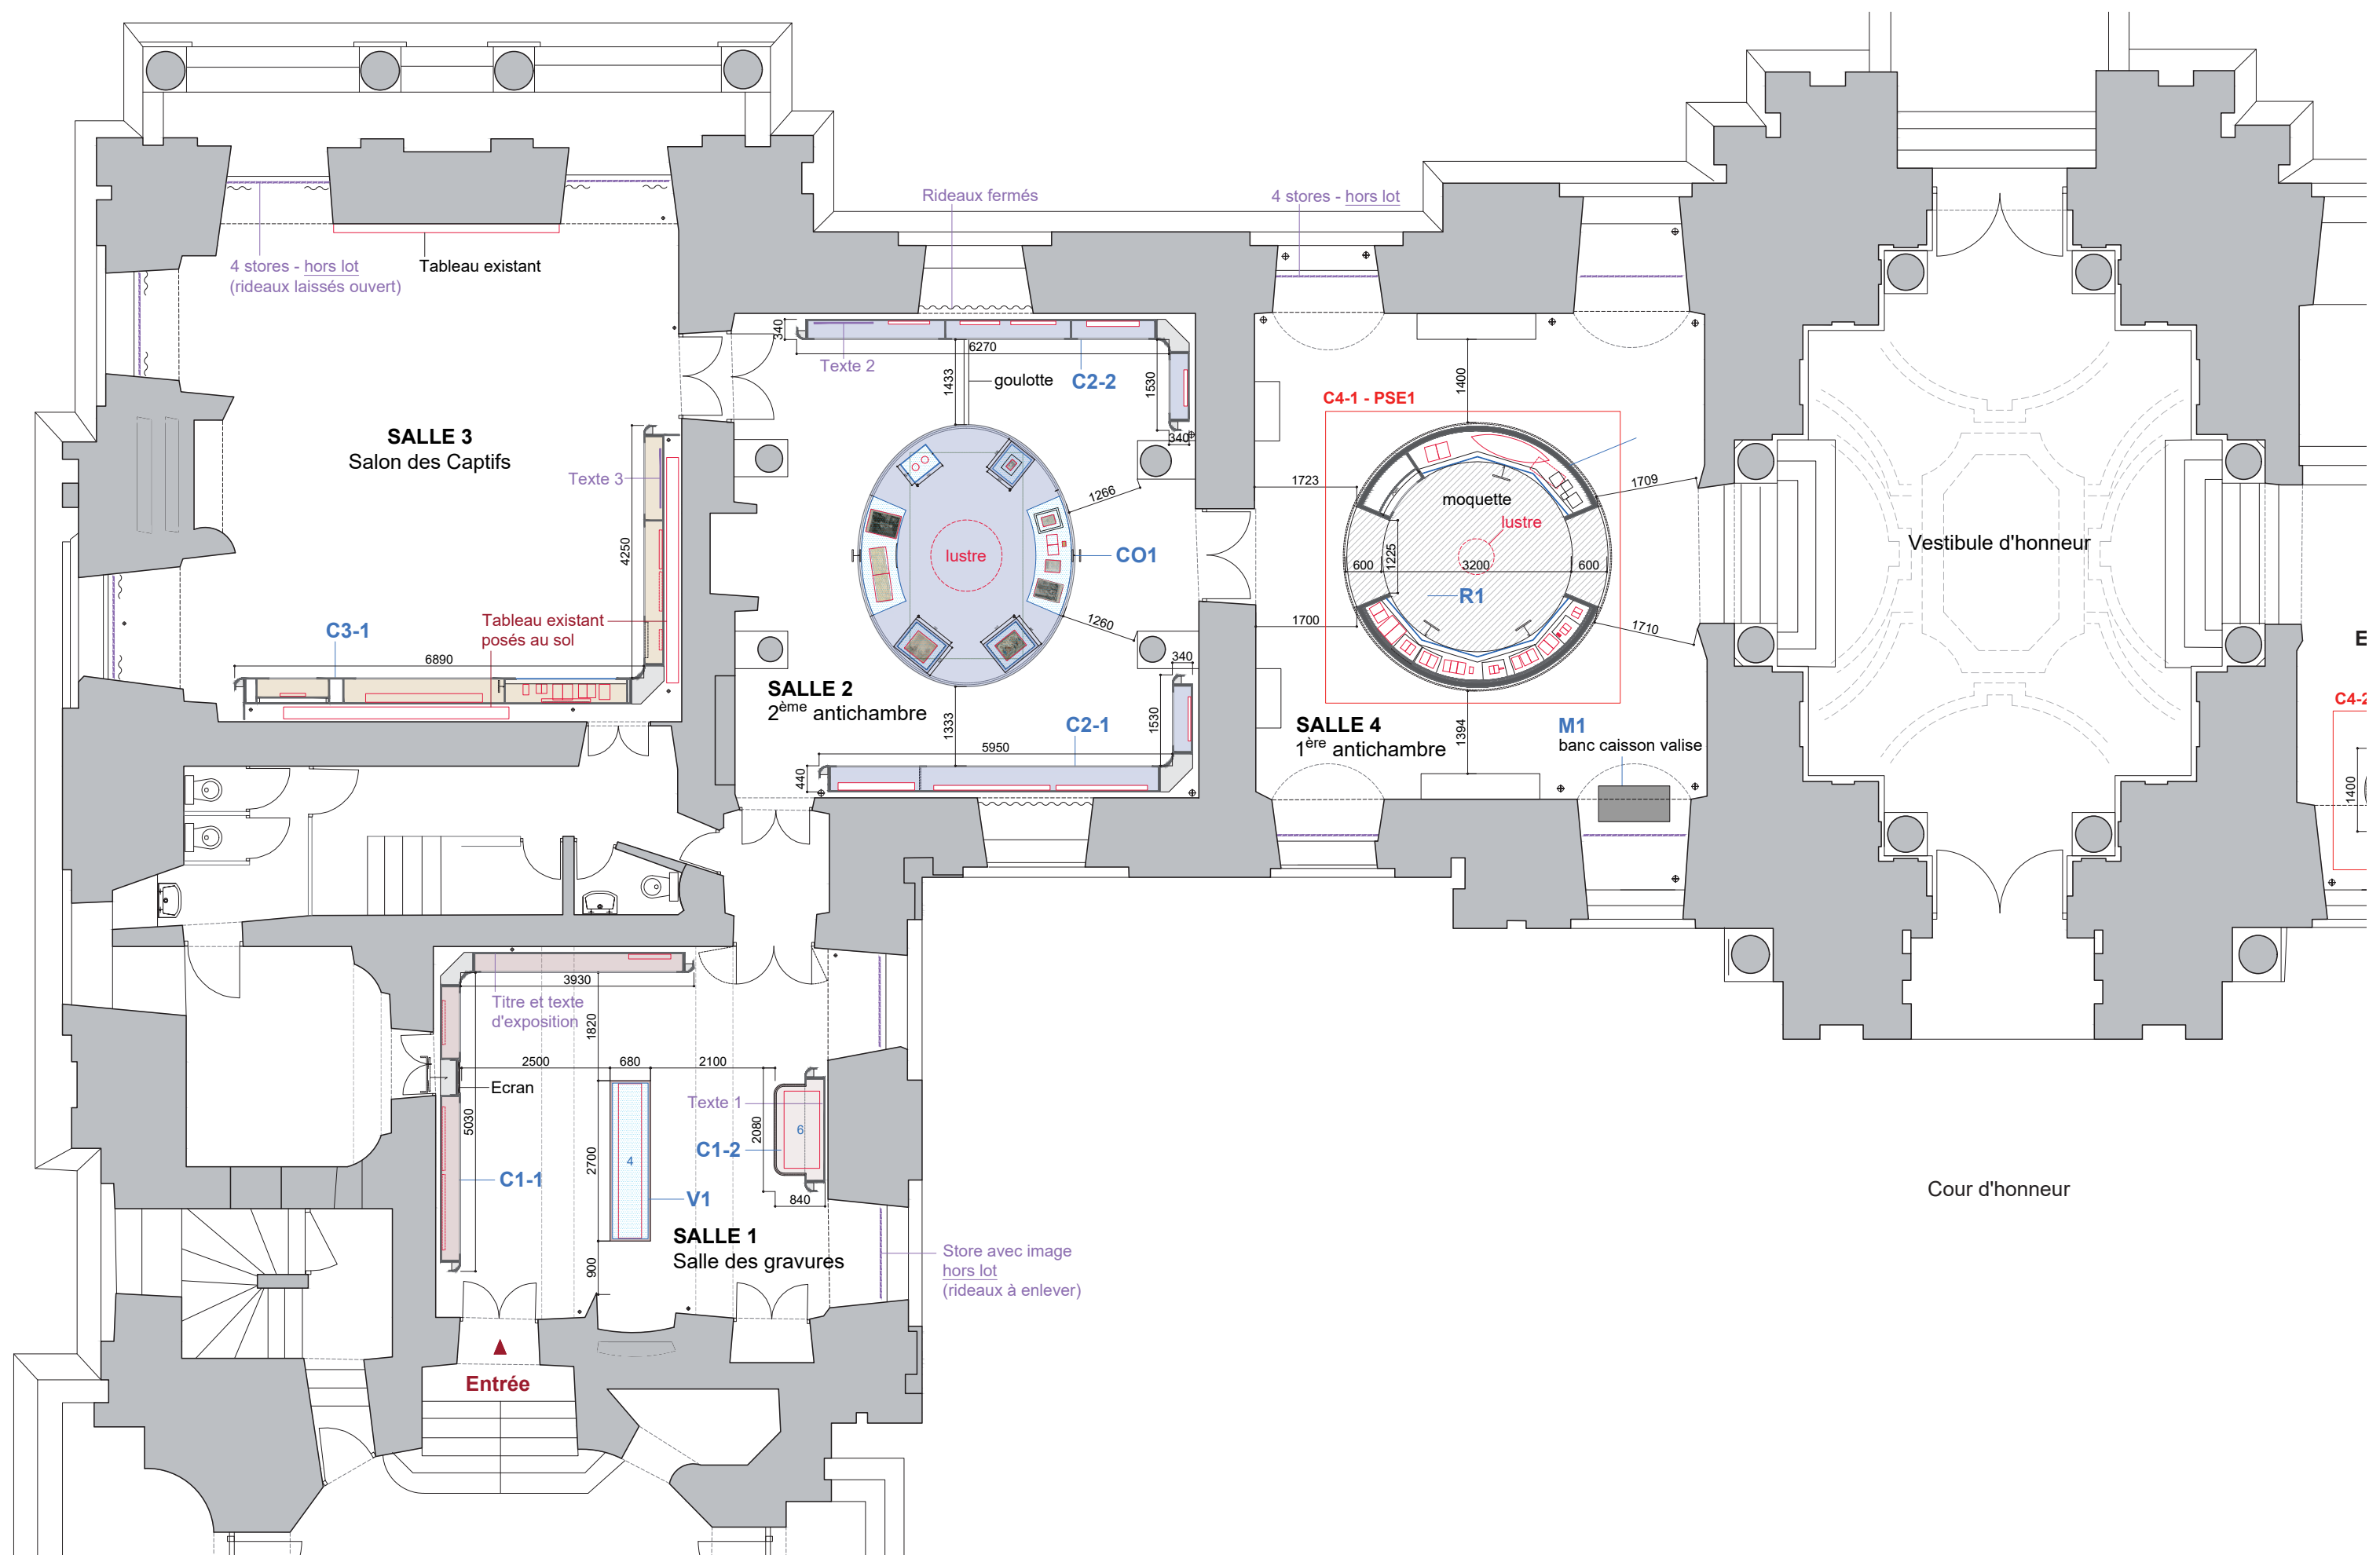 Rideaux fermés
4 stores - hors lot
4 stores - hors lot
(rideaux laissés ouvert)
Tableau existant
340
6270
Texte 2
1433
goulotte
C2-2
1530
340
1400
C4-1 - PSE1
SALLE 3
Salon des Captifs
Texte 3
4250
1266
1723
moquette
lustre
1709
lustre
CO1
600
1225
3200
600
R1
Vestibule d'honneur
Tableau existant
posés au sol
C3-1
6890
1260
1700
1710
340
E
SALLE 2
2ème antichambre
1333
C2-1
1530
5950
440
SALLE 4
1ère antichambre
1394
M1
banc caisson valise
C4-2
1400
3930
Titre et texte
d'exposition
1820
2500
680
2100
Ecran
5030
Texte 1
2080
6
C1-2
2700
4
C1-1
V1
840
SALLE 1
Salle des gravures
900
Store avec image
hors lot
(rideaux à enlever)
Cour d'honneur
Entrée